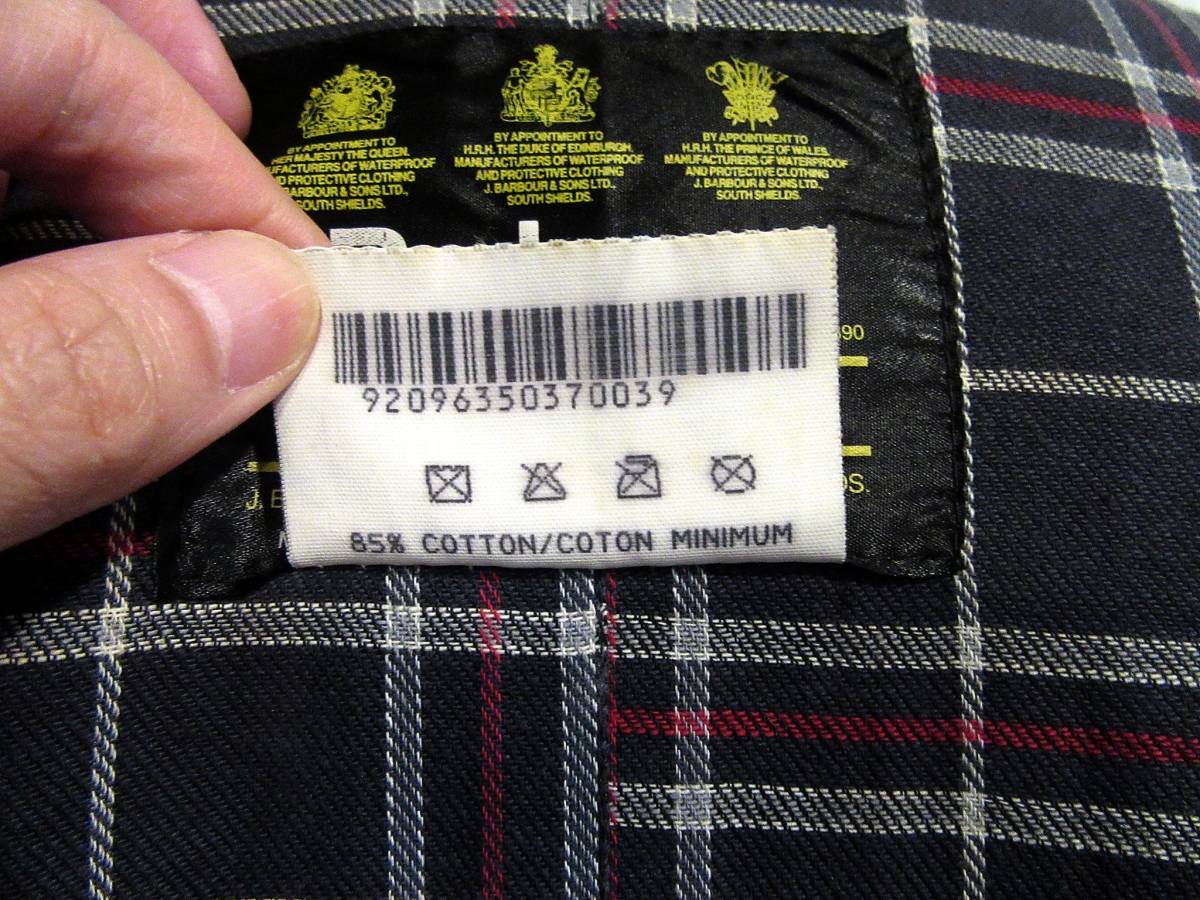 BY APPOINTMENT TO
HER MAJESTY THE QUEEN.
MANUFACTURERS OF WATERPROOF
AND PROTECTIVE CLOTHING
J. BARBOUR & SONS LTD.,
SOUTH SHIELDS.
BY APPOINTMENT TO
H.R.H. THE DUKE OF EDINBURGH.
MANUFACTURERS OF WATERPROOF
AND PROTECTIVE CLOTHING
J. BARBOUR & SONS LTD.,
SOUTH SHIELDS.
BY APPOINTMENT TO
H.R.H. THE PRINCE OF WALES.
MANUFACTURERS OF WATERPROOF
AND PROTECTIVE CLOTHING
J. BARBOUR & SONS LTD.,
SOUTH SHIELDS.
92096350370039
85% COTTON/COTON MINIMUM